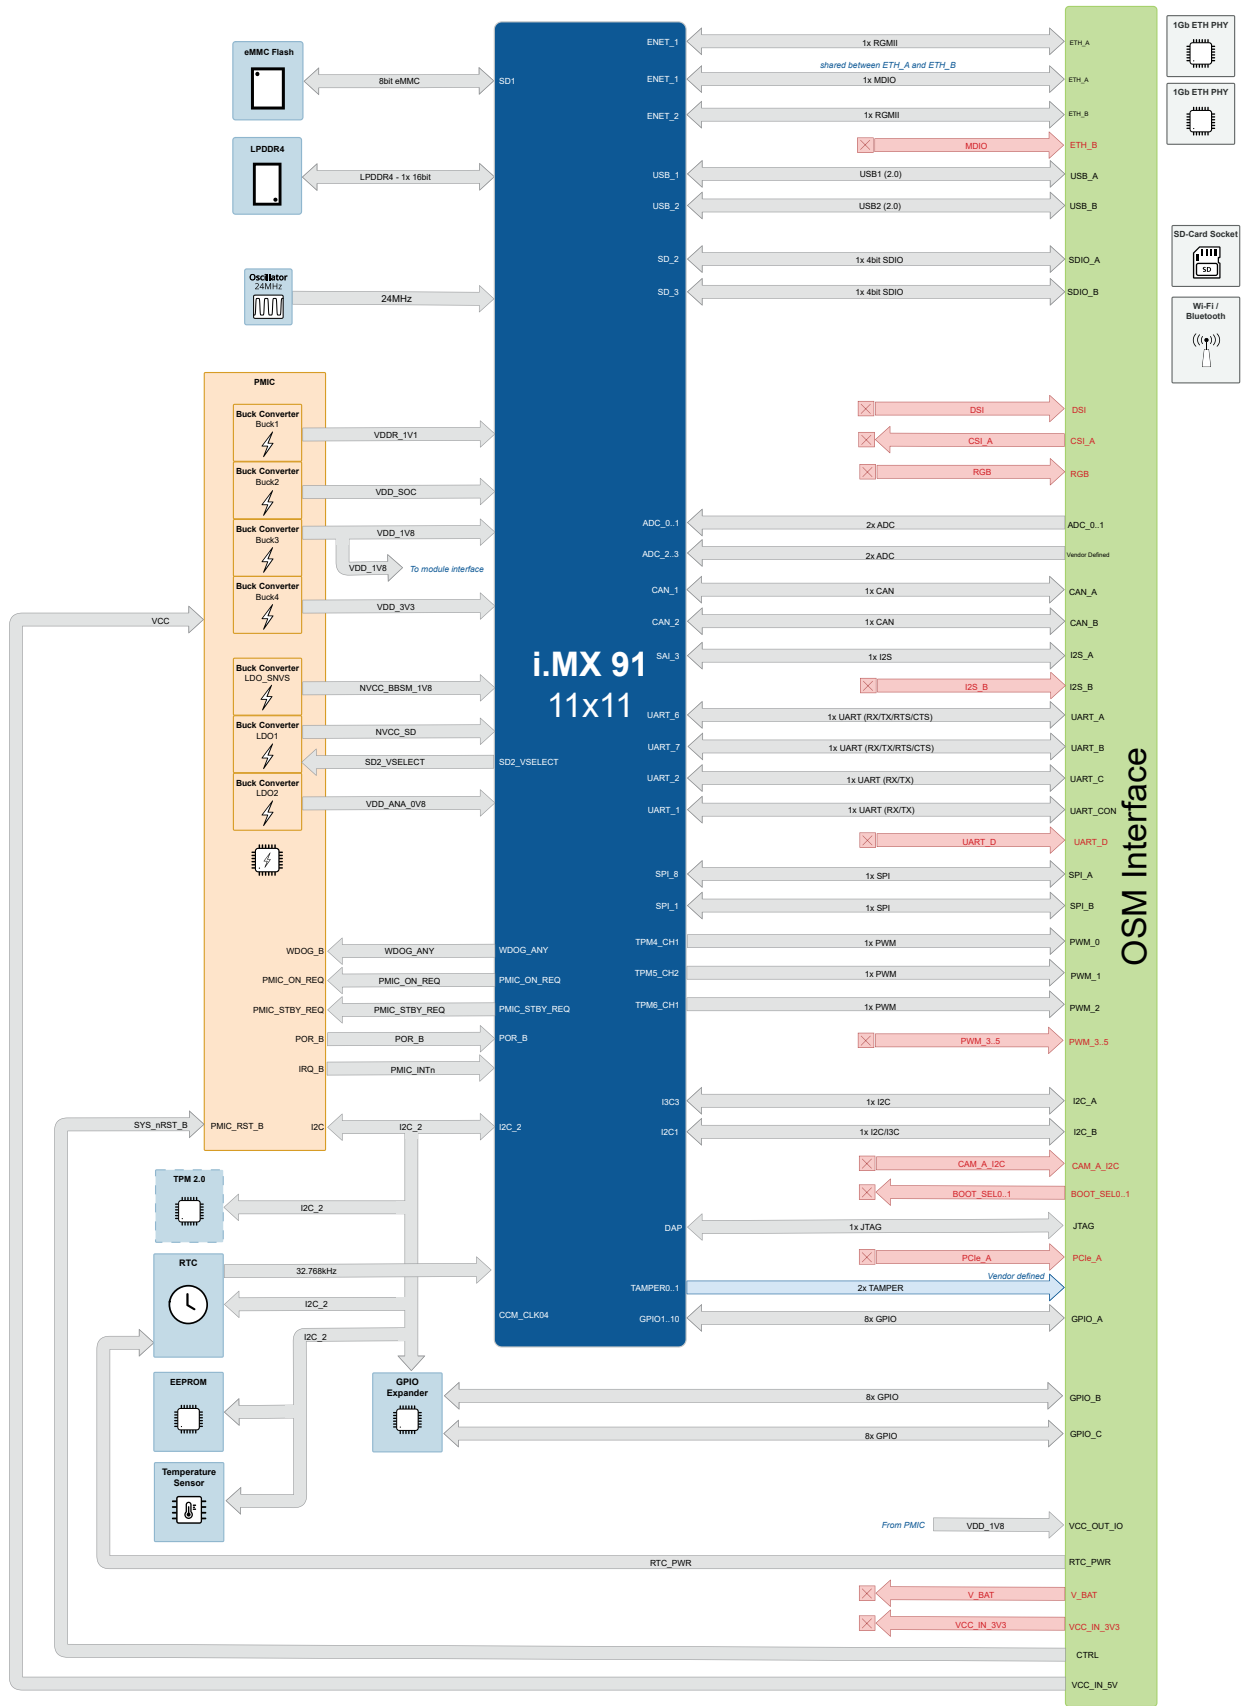 eMMC Flash
8bit eMMC
SD1
LPDDR4
LPDDR4 - 1x 16bit
Oscillator
24MHz
24MHz
PMIC
Buck Converter
Buck1
VDDR_1V1
Buck Converter
Buck2
VDD_SOC
Buck Converter
Buck3
VDD_1V8
VDD_1V8
To module interface
Buck Converter
Buck4
VDD_3V3
VCC
Buck Converter
LDO_SNVS
NVCC_BBSM_1V8
Buck Converter
LDO1
NVCC_SD
SD2_VSELECT
SD2_VSELECT
Buck Converter
LDO2
VDD_ANA_0V8
WDOG_B
WDOG_ANY
WDOG_ANY
PMIC_ON_REQ
PMIC_ON_REQ
PMIC_ON_REQ
PMIC_STBY_REQ
PMIC_STBY_REQ
PMIC_STBY_REQ
POR_B
POR_B
POR_B
IRQ_B
PMIC_INTn
SYS_nRST_B
PMIC_RST_B
I2C
I2C_2
I2C_2
TPM 2.0
I2C_2
RTC
32.768kHz
I2C_2
I2C_2
CCM_CLK04
EEPROM
Temperature
Sensor
GPIO
Expander
i.MX 91
11x11
ENET_1
1x RGMII
ETH_A
shared between ETH_A and ETH_B
ENET_1
1x MDIO
ETH_A
ENET_2
1x RGMII
ETH_B
MDIO
ETH_B
USB_1
USB1 (2.0)
USB_A
USB_2
USB2 (2.0)
USB_B
SD_2
1x 4bit SDIO
SDIO_A
SD_3
1x 4bit SDIO
SDIO_B
DSI
DSI
CSI_A
CSI_A
RGB
RGB
ADC_0..1
2x ADC
ADC_0..1
ADC_2..3
2x ADC
Vendor Defined
CAN_1
1x CAN
CAN_A
CAN_2
1x CAN
CAN_B
SAI_3
1x I2S
I2S_A
I2S_B
I2S_B
UART_6
1x UART (RX/TX/RTS/CTS)
UART_A
UART_7
1x UART (RX/TX/RTS/CTS)
UART_B
UART_2
1x UART (RX/TX)
UART_C
UART_1
1x UART (RX/TX)
UART_CON
UART_D
UART_D
SPI_8
1x SPI
SPI_A
SPI_1
1x SPI
SPI_B
TPM4_CH1
1x PWM
PWM_0
TPM5_CH2
1x PWM
PWM_1
TPM6_CH1
1x PWM
PWM_2
PWM_3..5
PWM_3..5
I3C3
1x I2C
I2C_A
I2C1
1x I2C/I3C
I2C_B
CAM_A_I2C
CAM_A_I2C
BOOT_SEL0..1
BOOT_SEL0..1
DAP
1x JTAG
JTAG
PCIe_A
PCIe_A
Vendor defined
TAMPER0..1
2x TAMPER
GPIO1..10
8x GPIO
GPIO_A
8x GPIO
GPIO_B
8x GPIO
GPIO_C
From PMIC
VDD_1V8
VCC_OUT_IO
RTC_PWR
RTC_PWR
V_BAT
V_BAT
VCC_IN_3V3
VCC_IN_3V3
CTRL
VCC_IN_5V
OSM Interface
1Gb ETH PHY
1Gb ETH PHY
SD-Card Socket
SD
Wi-Fi /
Bluetooth